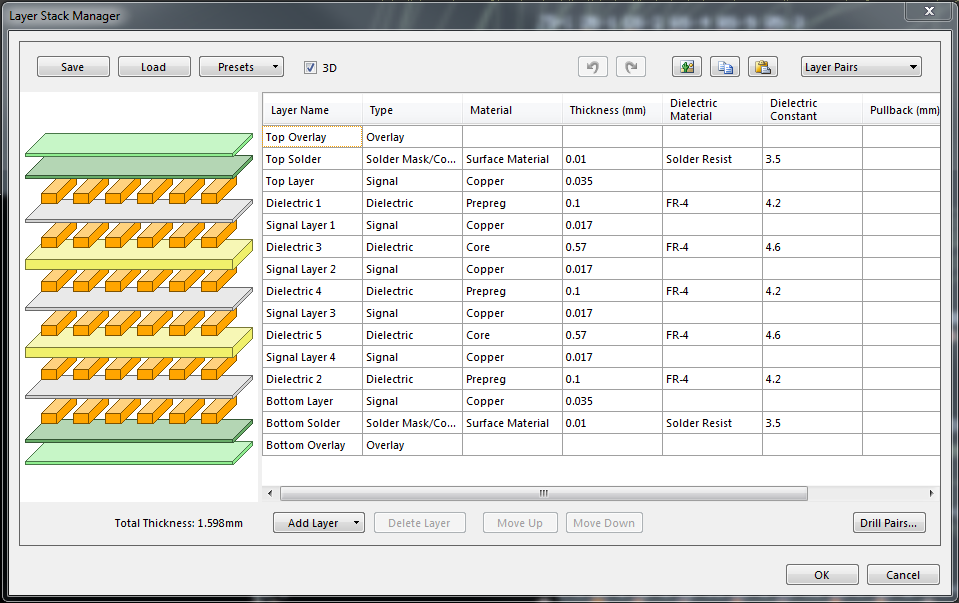 Layer Stack Manager
Save Load Presets 3D Layer Pairs
Layer Name Type Material Thickness (mm) Dielectric Material Dielectric Constant Pullback (mm)
Top Overlay Overlay
Top Solder Solder Mask/Co... Surface Material 0.01 Solder Resist 3.5
Top Layer Signal Copper 0.035
Dielectric 1 Dielectric Prepreg 0.1 FR-4 4.2
Signal Layer 1 Signal Copper 0.017
Dielectric 3 Dielectric Core 0.57 FR-4 4.6
Signal Layer 2 Signal Copper 0.017
Dielectric 4 Dielectric Prepreg 0.1 FR-4 4.2
Signal Layer 3 Signal Copper 0.017
Dielectric 5 Dielectric Core 0.57 FR-4 4.6
Signal Layer 4 Signal Copper 0.017
Dielectric 2 Dielectric Prepreg 0.1 FR-4 4.2
Bottom Layer Signal Copper 0.035
Bottom Solder Solder Mask/Co... Surface Material 0.01 Solder Resist 3.5
Bottom Overlay Overlay
Total Thickness: 1.598mm Add Layer Delete Layer Move Up Move Down Drill Pairs...
OK Cancel